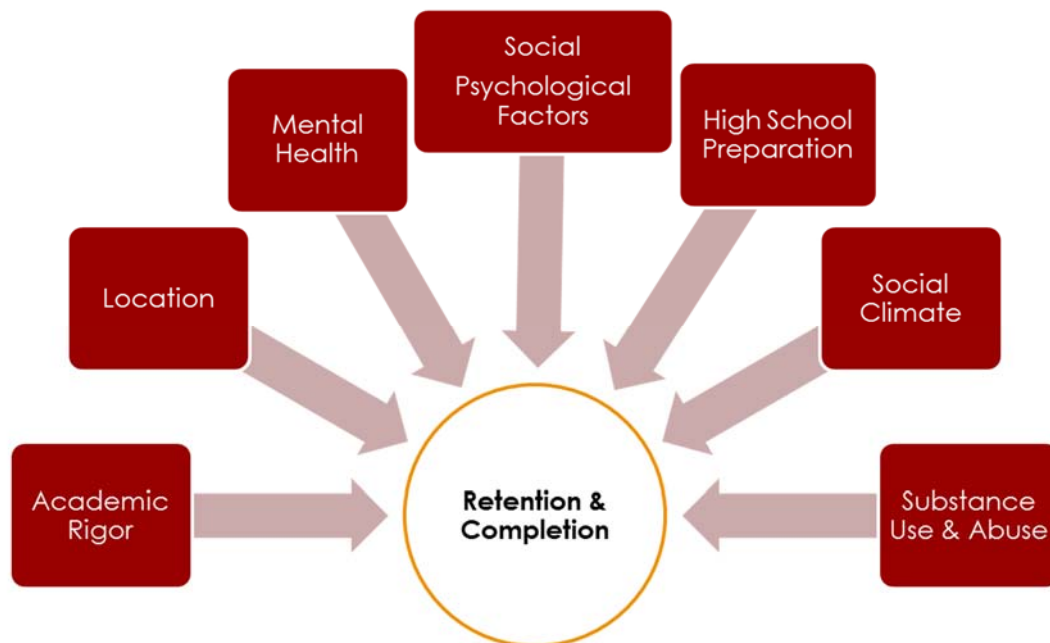 Social
Psychological
Factors
Mental
Health
High School
Preparation
Location
Social
Climate
Academic
Rigor
Retention &
Completion
Substance
Use & Abuse